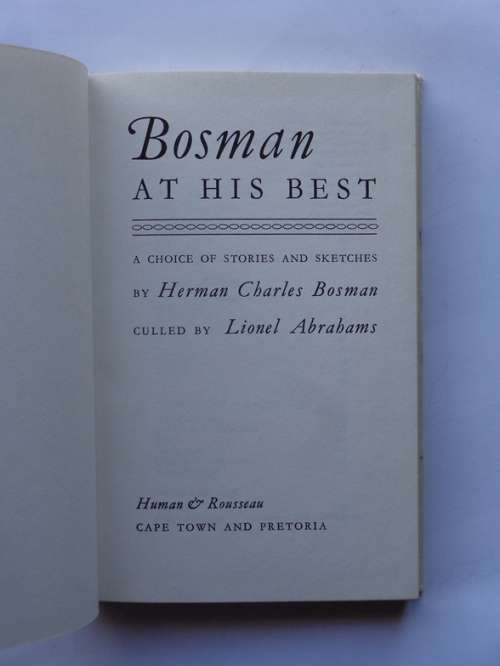 Bosman
AT HIS BEST
A CHOICE OF STORIES AND SKETCHES
BY Herman Charles Bosman
CULLED BY Lionel Abrahams
Human & Rousseau
CAPE TOWN AND PRETORIA